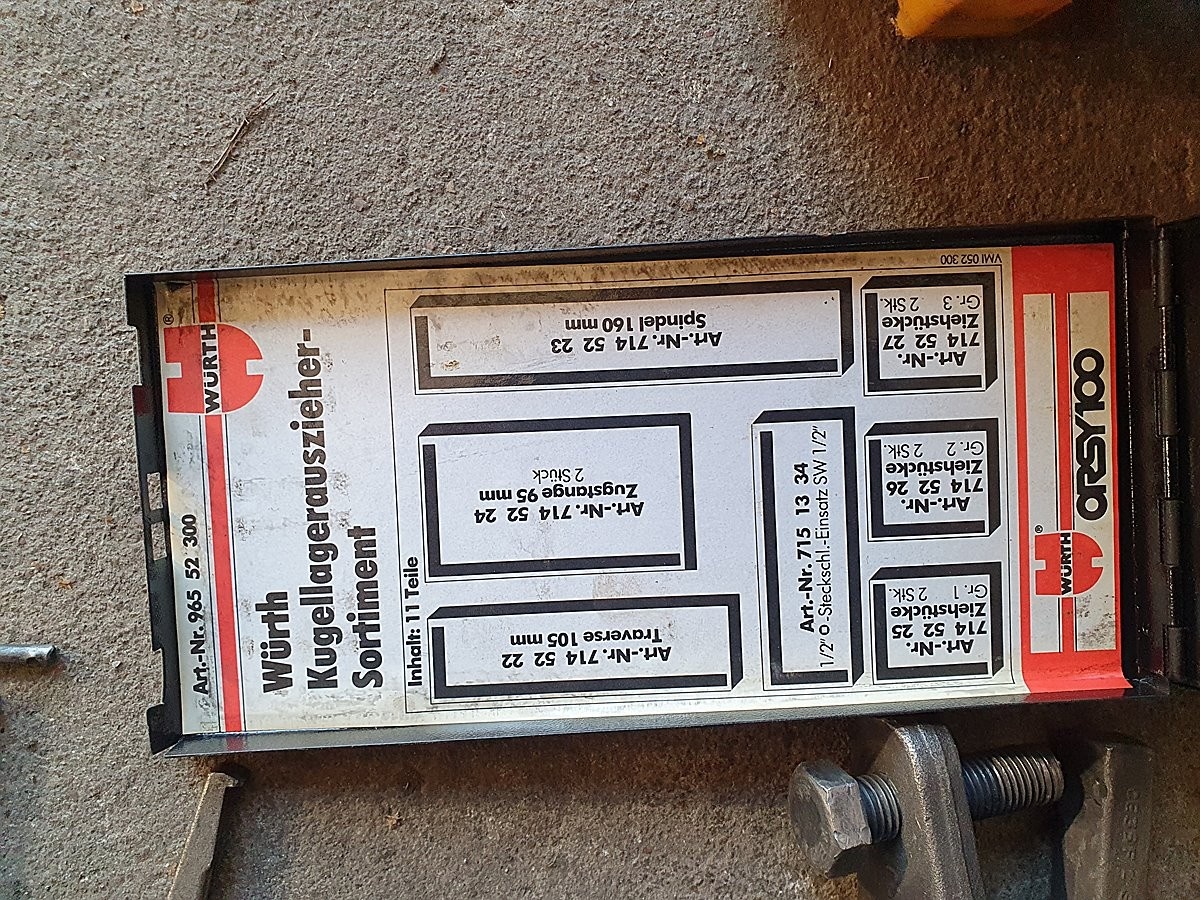 Art.-Nr. 965 52 300
WÜRTH®
Würth
Kugellagerauszieher-
Sortiment
Inhalt: 11 Teile
Art.-Nr. 714 52 22
Traverse 105 mm
Art.-Nr. 714 52 24
Zugstange 95 mm
2 Stück
Art.-Nr. 714 52 23
Spindel 160 mm
Art.-Nr. 715 13 34
1/2" O -Steckschl.-Einsatz SW 1/2"
Art.-Nr.
714 52 25
Ziehstücke
Gr. 1 2 Stk.
Art.-Nr.
714 52 26
Ziehstücke
Gr. 2 2 Stk.
Art.-Nr.
714 52 27
Ziehstücke
Gr. 3 2 Stk.
VMI 052 300
WÜRTH®
ORSY100